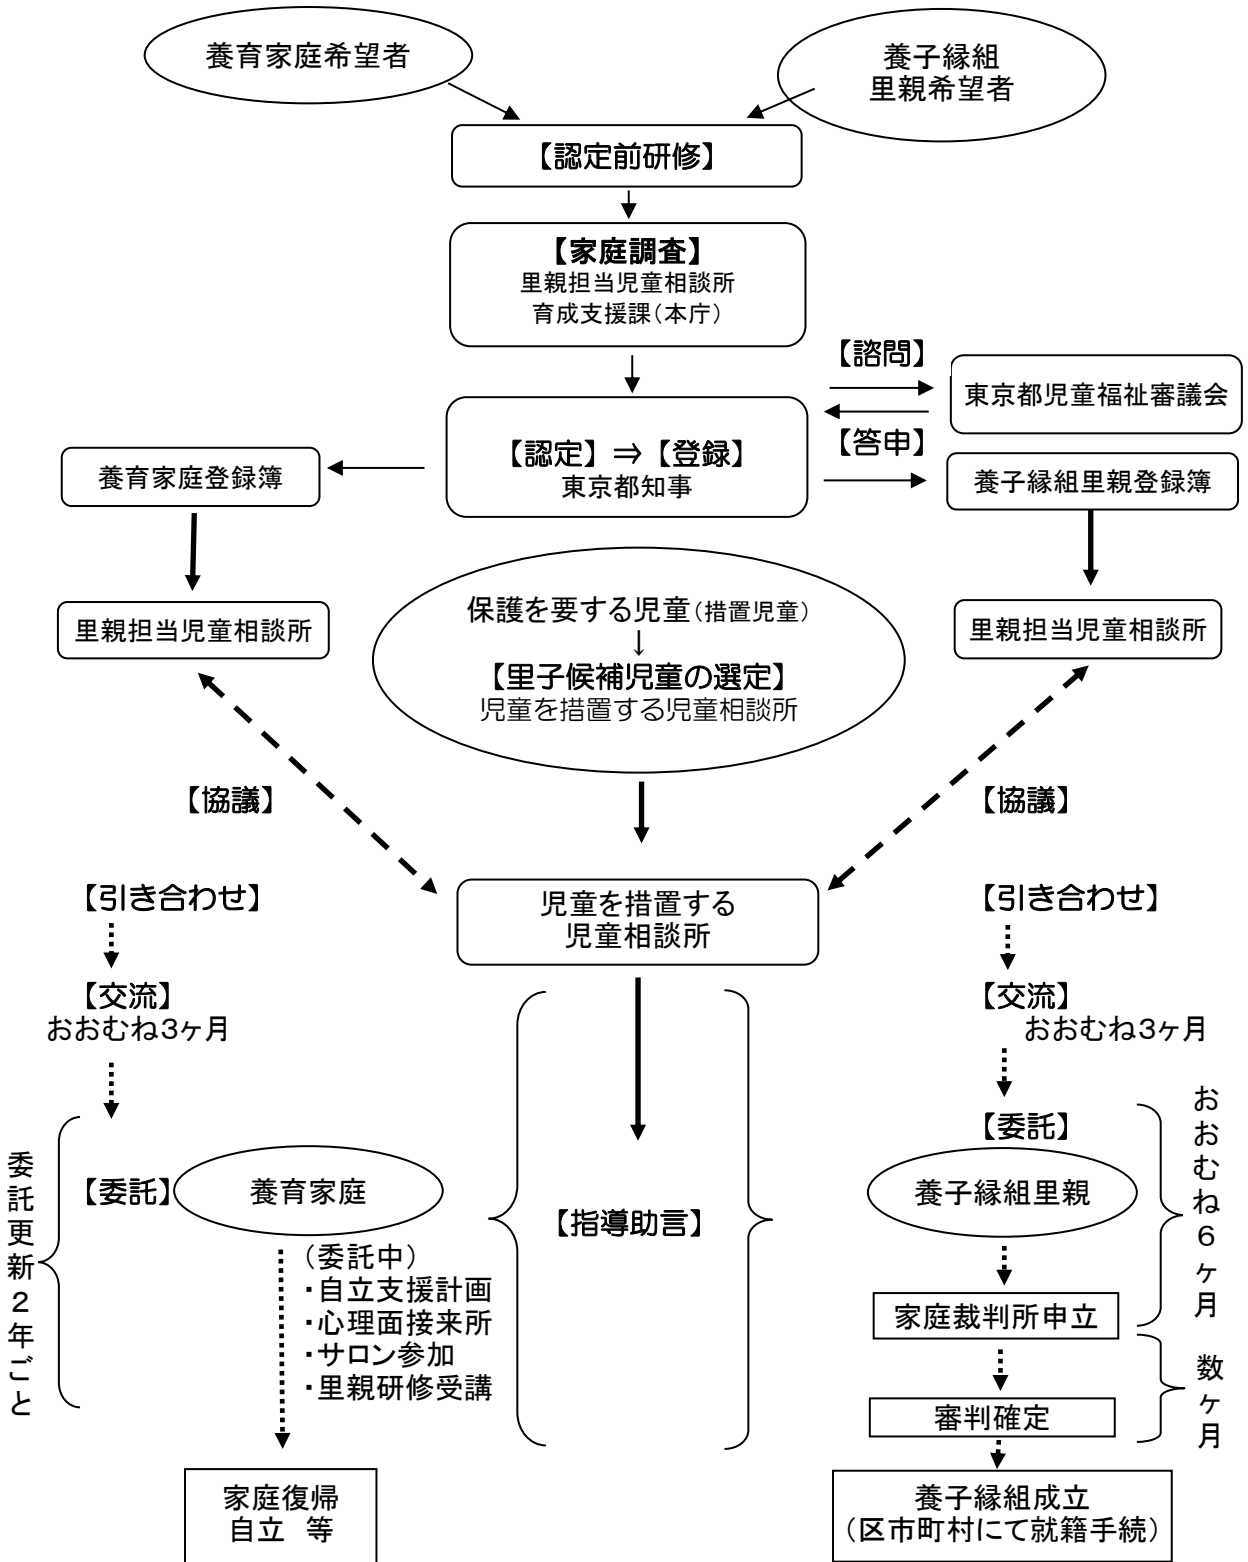 養育家庭希望者
養子縁組
里親希望者
【認定前研修】
【家庭調査】
里親担当児童相談所
育成支援課(本庁)
【諮問】
東京都児童福祉審議会
【答申】
【認定】⇒【登録】
東京都知事
養育家庭登録簿
養子縁組里親登録簿
里親担当児童相談所
保護を要する児童(措置児童)
↓
【里子候補児童の選定】
児童を措置する児童相談所
里親担当児童相談所
【協議】
【協議】
児童を措置する
児童相談所
【引き合わせ】
【交流】
おおむね3ヶ月
【引き合わせ】
【交流】
おおむね3ヶ月
委託更新2年ごと
【委託】
養育家庭
(委託中)
・自立支援計画
・心理面接来所
・サロン参加
・里親研修受講
家庭復帰
自立 等
【指導助言】
【委託】
養子縁組里親
おおむね6ヶ月
家庭裁判所申立
数ヶ月
審判確定
養子縁組成立
(区市町村にて就籍手続)